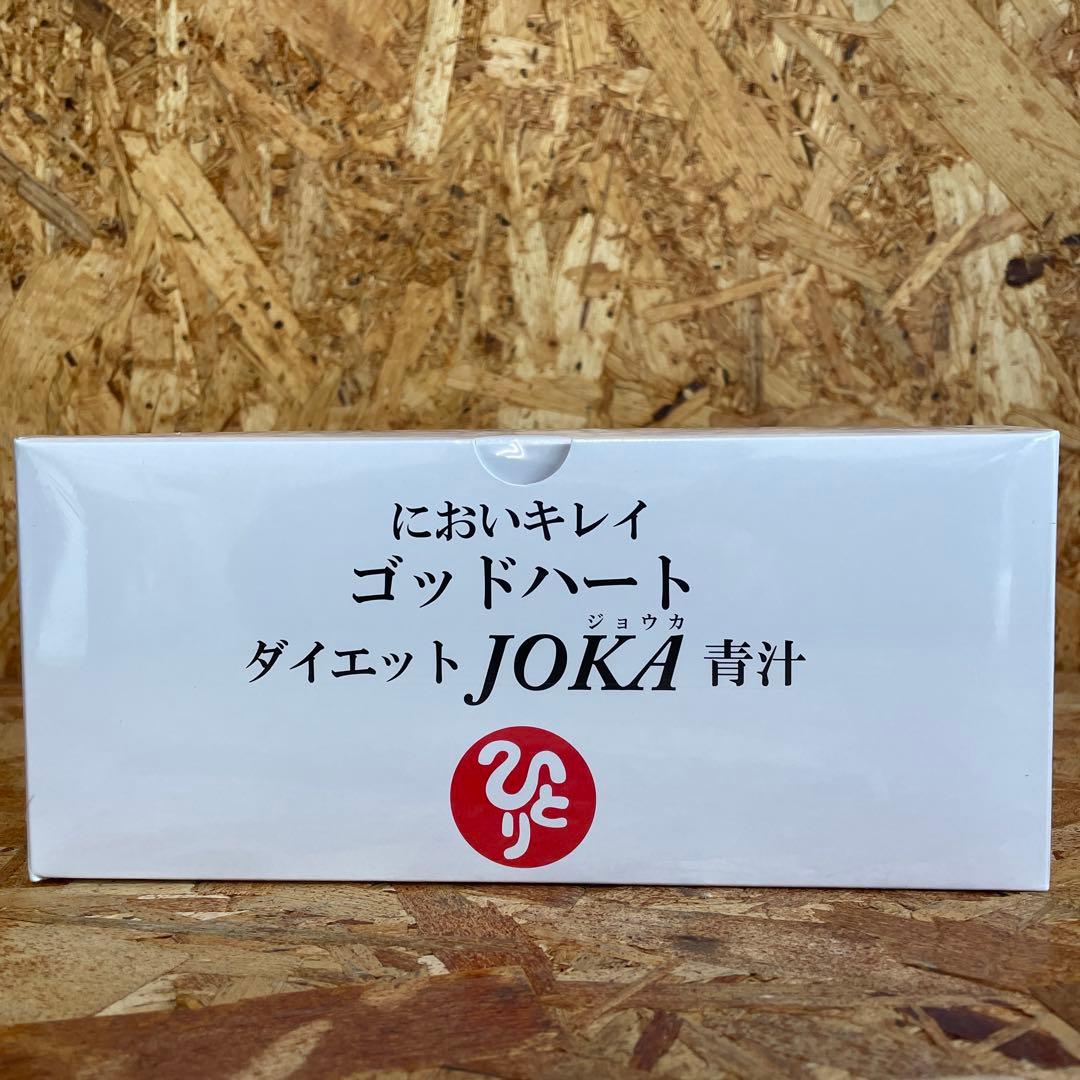 においキレイ
ゴッドハート
ジョウカ
ダイエットJOKA青汁
ひとり